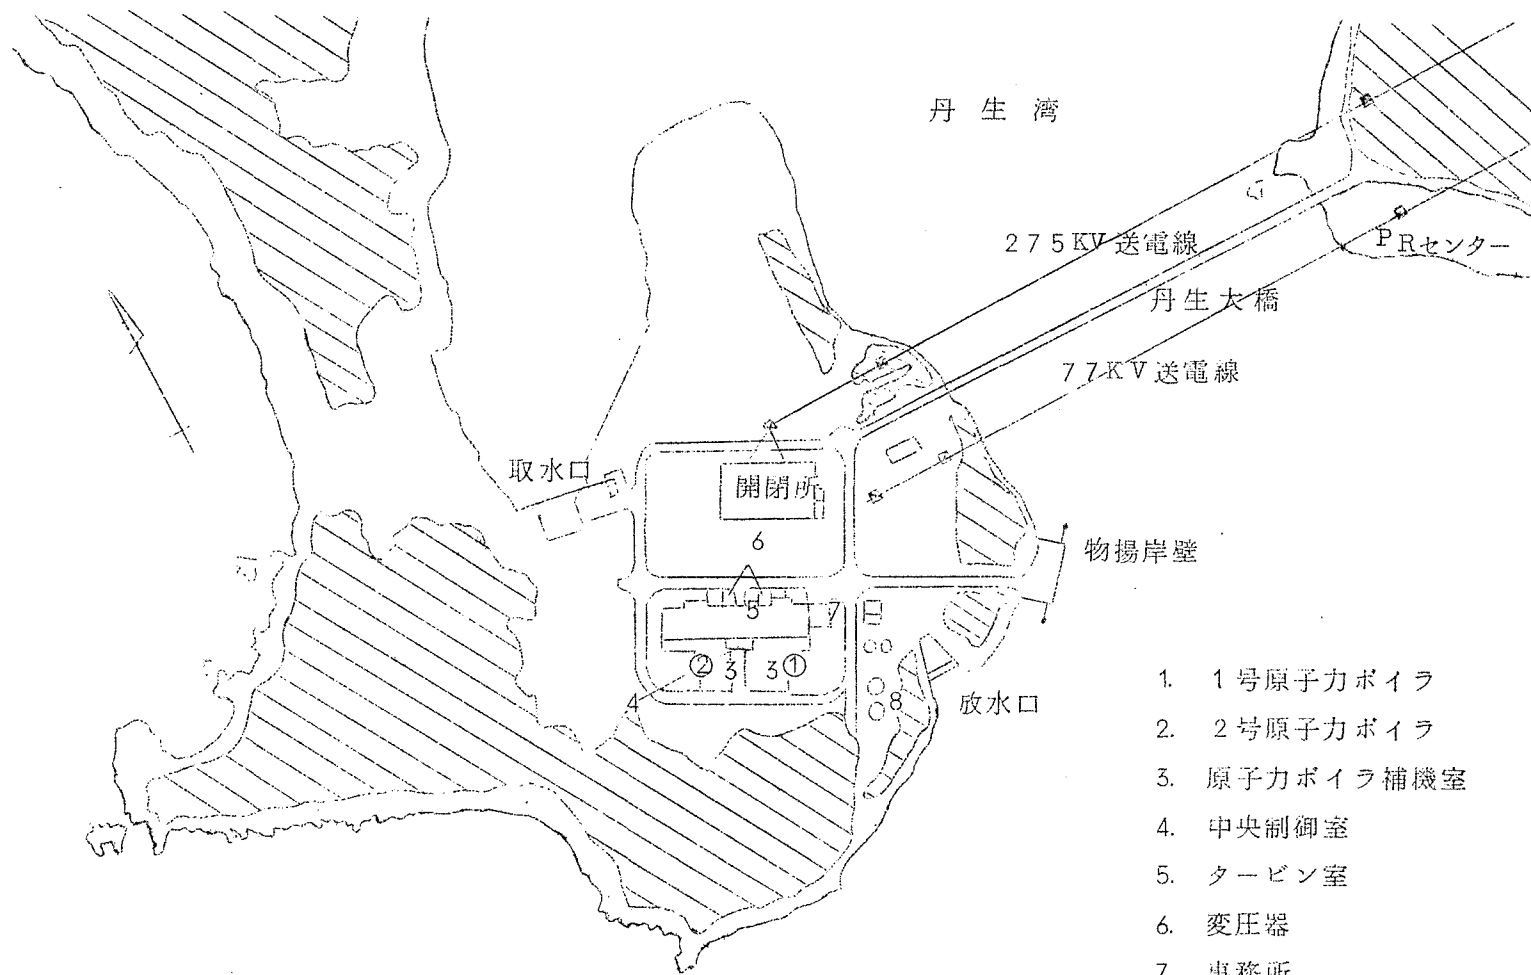 丹生湾
275KV送電線
PRセンター
丹生大橋
77KV送電線
取水口
開閉所
6
物揚岸壁
5
7
2
3
3
1
4
8
放水口
1. 1号原子力ボイラ
2. 2号原子力ボイラ
3. 原子力ボイラ補機室
4. 中央制御室
5. タービン室
6. 変圧器
7. 事務所